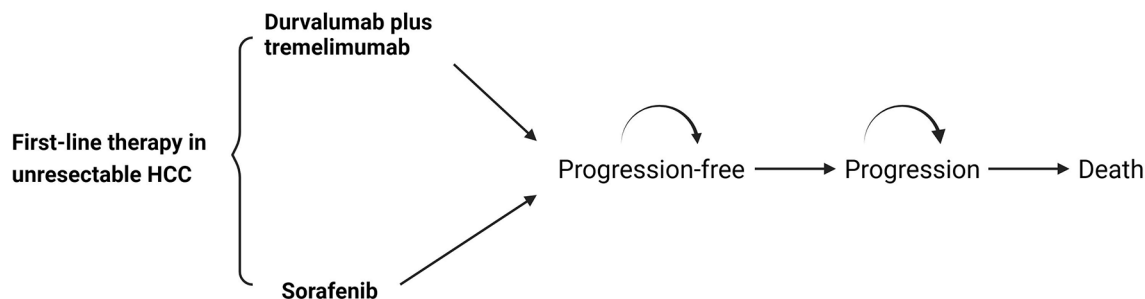 Durvalumab plus
tremelimumab
First-line therapy in
unresectable HCC
Progression-free
Progression
Death
Sorafenib